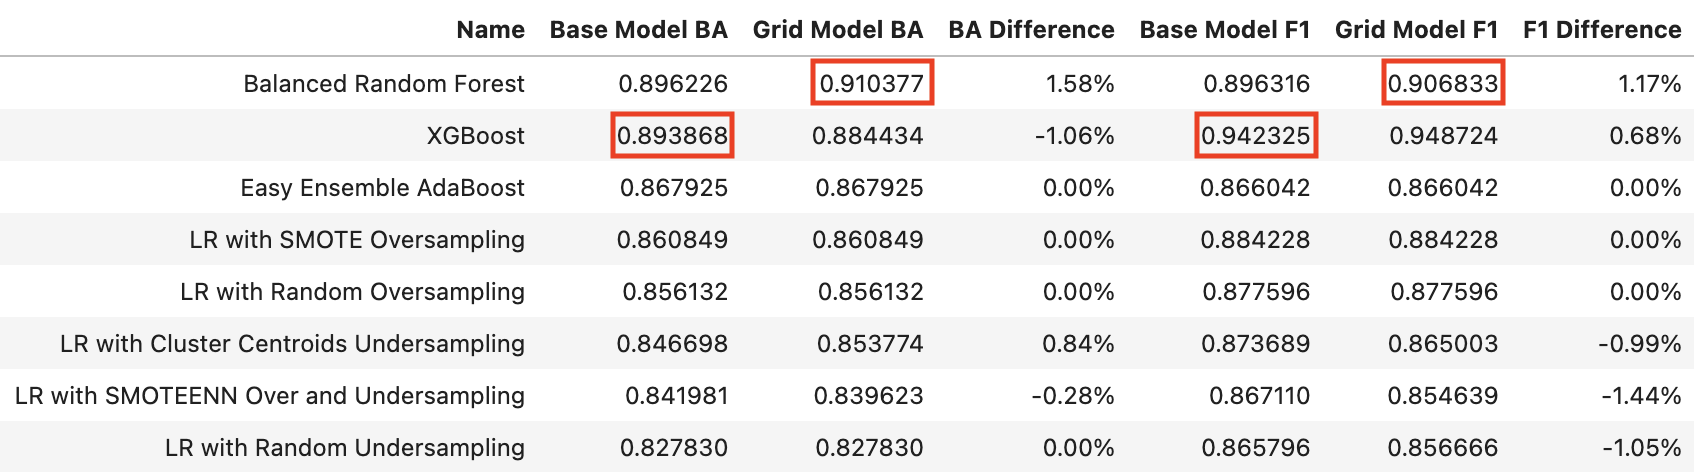 Name Base Model BA Grid Model BA BA Difference Base Model F1 Grid Model F1 F1 Difference
Balanced Random Forest 0.896226 0.910377 1.58% 0.896316 0.906833 1.17%
XGBoost 0.893868 0.884434 -1.06% 0.942325 0.948724 0.68%
Easy Ensemble AdaBoost 0.867925 0.867925 0.00% 0.866042 0.866042 0.00%
LR with SMOTE Oversampling 0.860849 0.860849 0.00% 0.884228 0.884228 0.00%
LR with Random Oversampling 0.856132 0.856132 0.00% 0.877596 0.877596 0.00%
LR with Cluster Centroids Undersampling 0.846698 0.853774 0.84% 0.873689 0.865003 -0.99%
LR with SMOTEENN Over and Undersampling 0.841981 0.839623 -0.28% 0.867110 0.854639 -1.44%
LR with Random Undersampling 0.827830 0.827830 0.00% 0.865796 0.856666 -1.05%